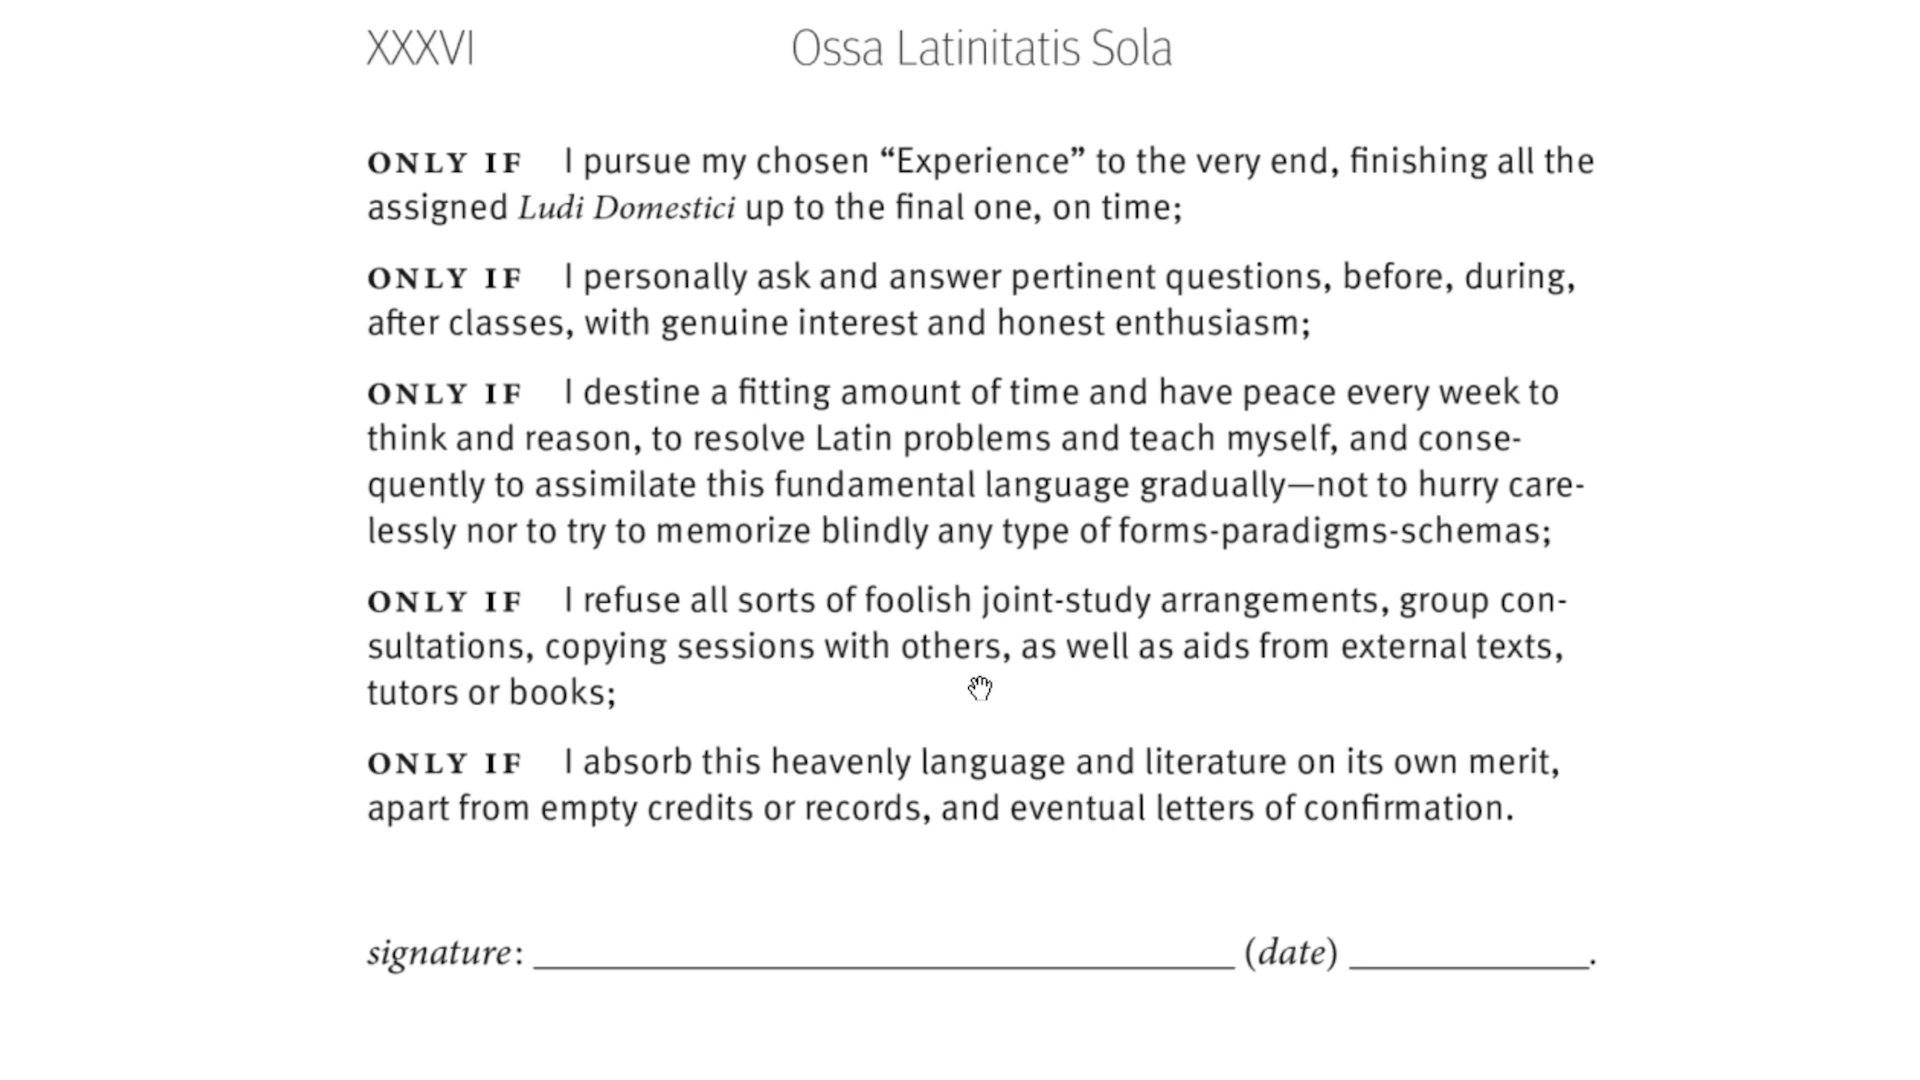 XXXVI Ossa Latinitatis Sola
ONLY IF I pursue my chosen “Experience” to the very end, finishing all the
assigned Ludi Domestici up to the final one, on time;
ONLY IF I personally ask and answer pertinent questions, before, during,
after classes, with genuine interest and honest enthusiasm;
ONLY IF I destine a fitting amount of time and have peace every week to
think and reason, to resolve Latin problems and teach myself, and conse-
quently to assimilate this fundamental language gradually—not to hurry care-
lessly nor to try to memorize blindly any type of forms-paradigms-schemas;
ONLY IF I refuse all sorts of foolish joint-study arrangements, group con-
sultations, copying sessions with others, as well as aids from external texts,
tutors or books;
ONLY IF I absorb this heavenly language and literature on its own merit,
apart from empty credits or records, and eventual letters of confirmation.
signature: ______________________________ (date) __________.